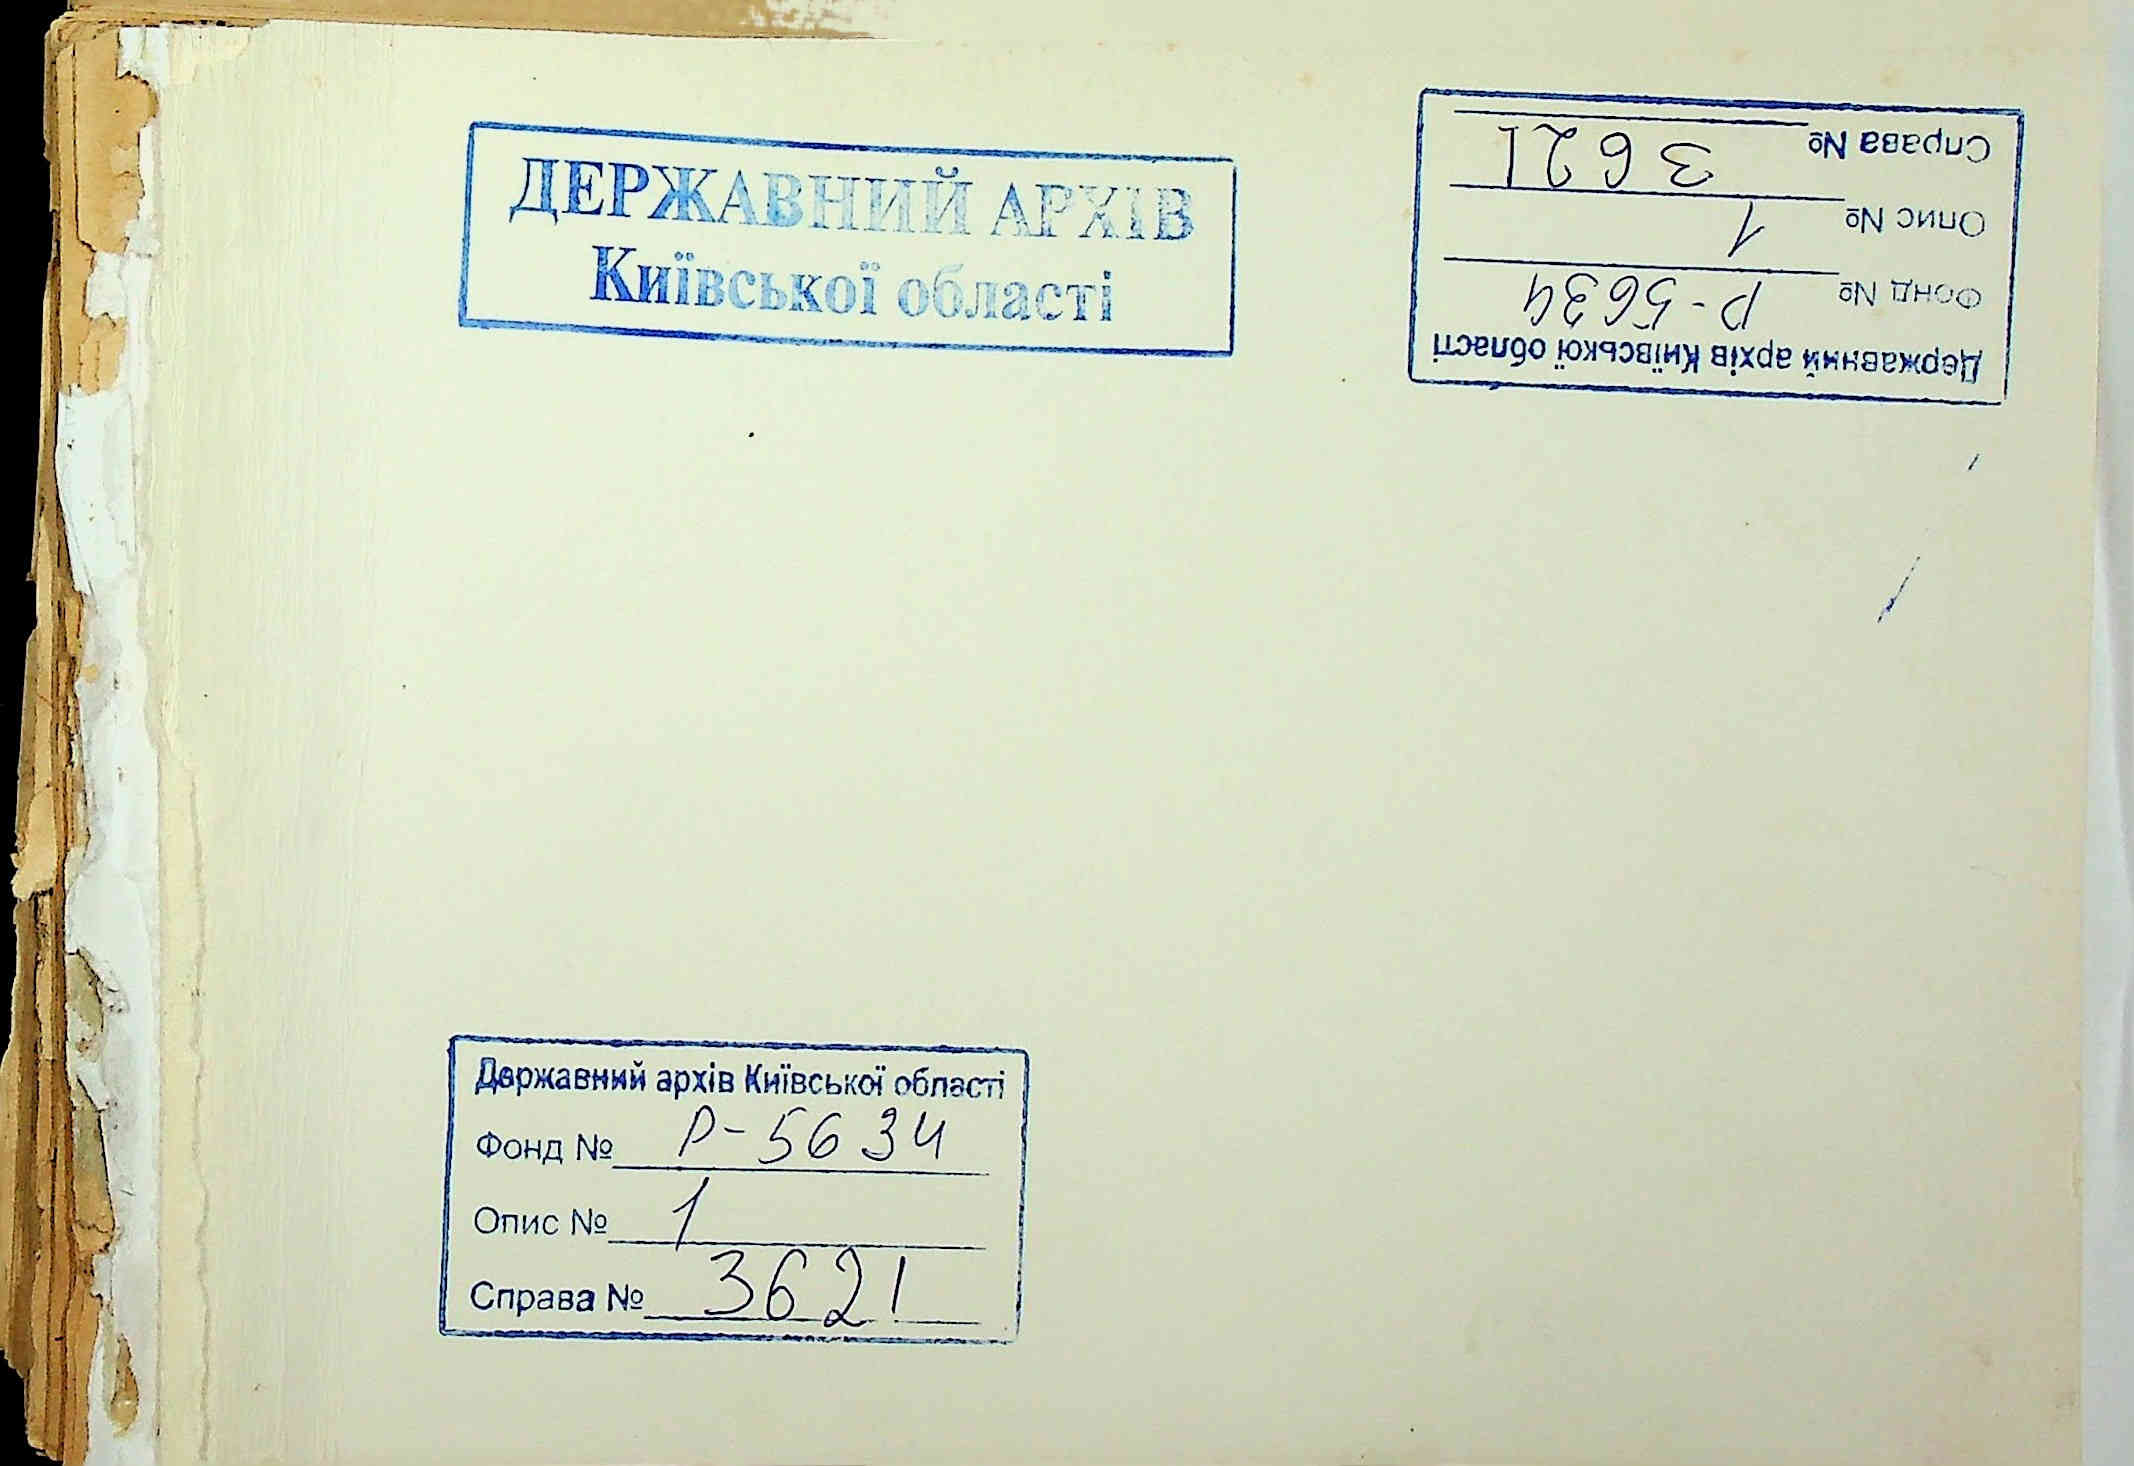 ДЕРЖАВНИЙ АРХІВ
Київської області
Державний архів Київської області
Фонд № Р-5634
Опис № 1
Справа № 3621
Державний архів Київської області
Фонд № Р-5634
Опис № 1
Справа № 3621